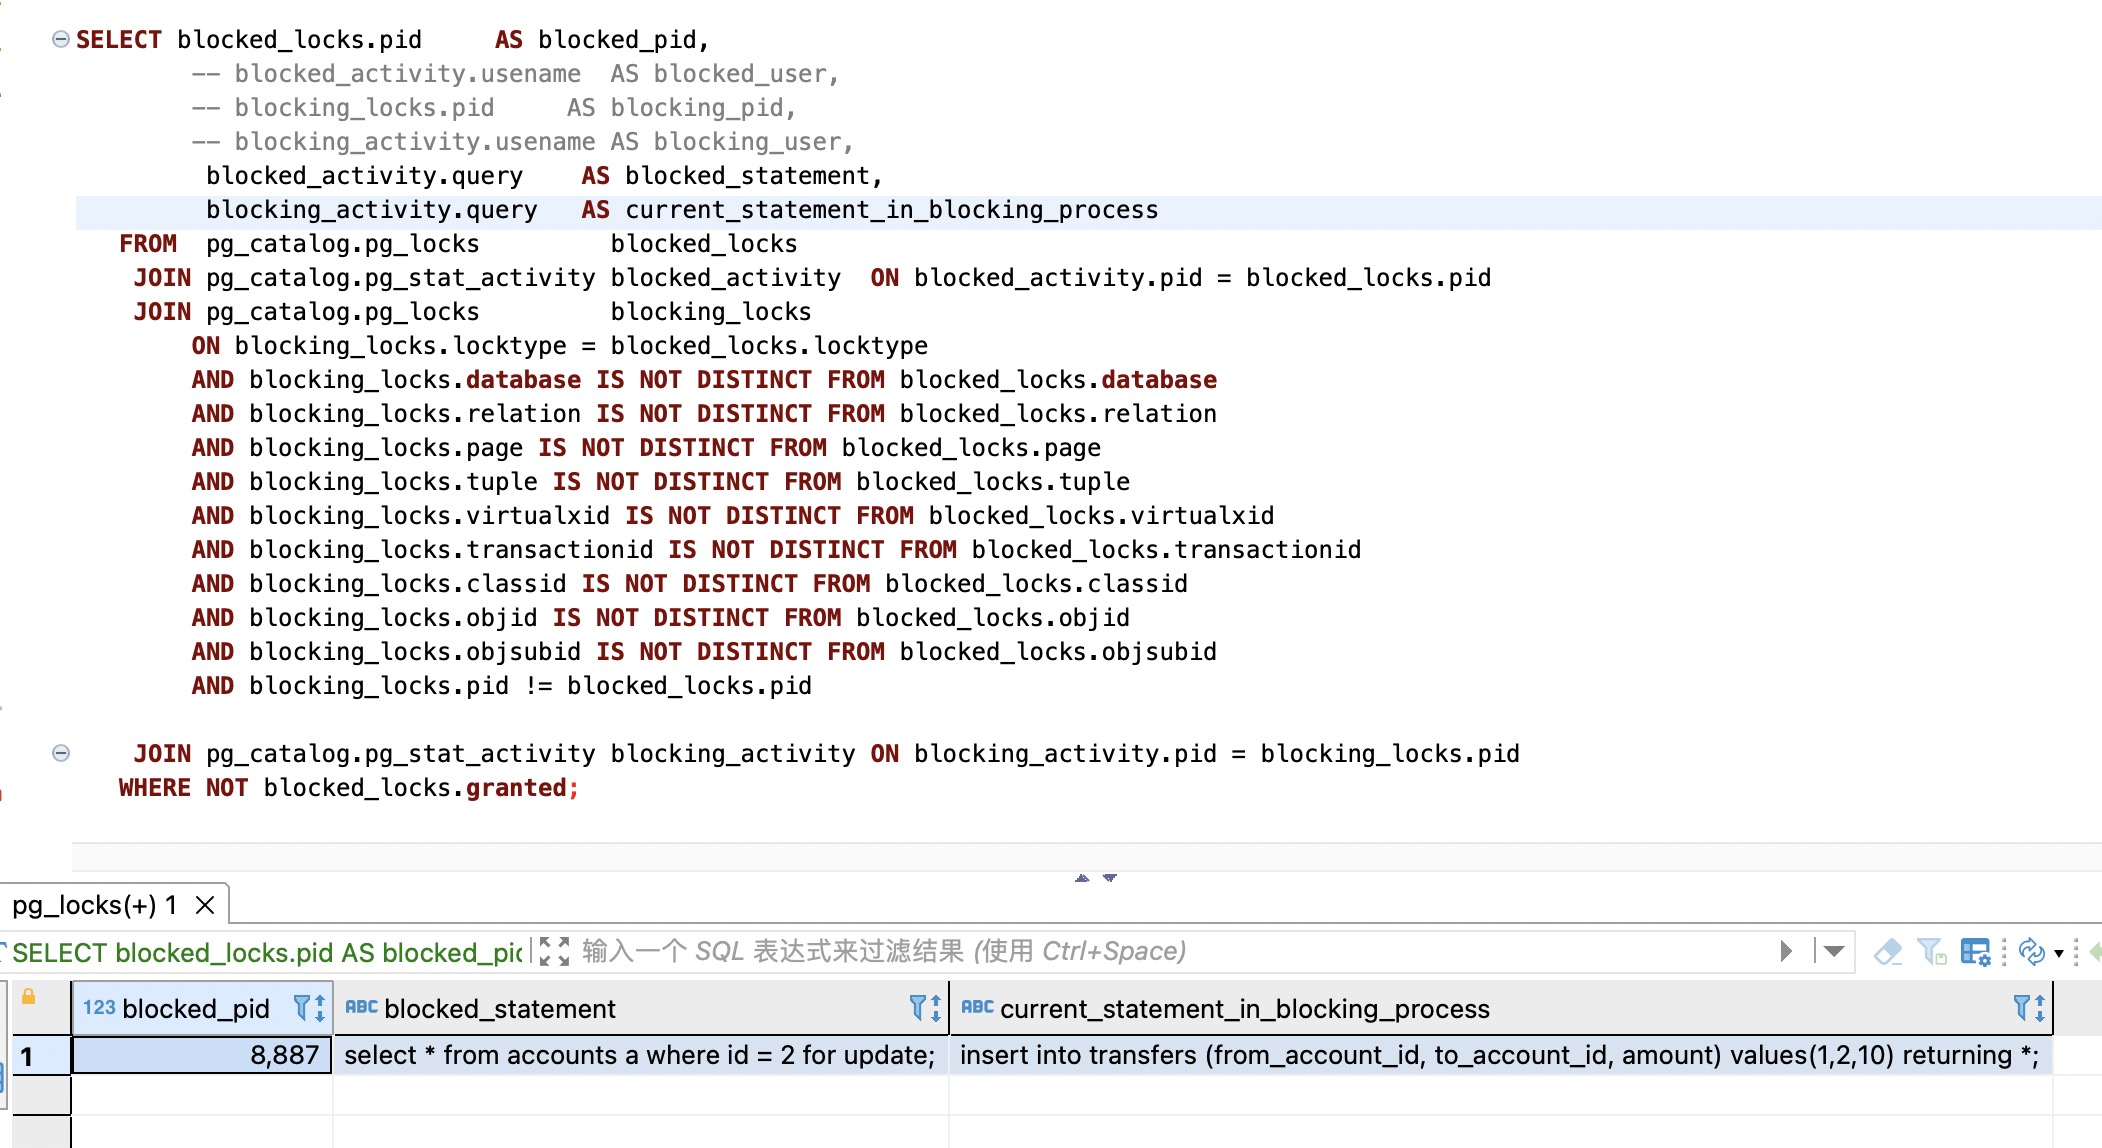 SELECT blocked_locks.pid     AS blocked_pid,
-- blocked_activity.usename  AS blocked_user,
-- blocking_locks.pid     AS blocking_pid,
-- blocking_activity.usename AS blocking_user,
blocked_activity.query    AS blocked_statement,
blocking_activity.query   AS current_statement_in_blocking_process
FROM  pg_catalog.pg_locks         blocked_locks
JOIN pg_catalog.pg_stat_activity blocked_activity  ON blocked_activity.pid = blocked_locks.pid
JOIN pg_catalog.pg_locks         blocking_locks
ON blocking_locks.locktype = blocked_locks.locktype
AND blocking_locks.database IS NOT DISTINCT FROM blocked_locks.database
AND blocking_locks.relation IS NOT DISTINCT FROM blocked_locks.relation
AND blocking_locks.page IS NOT DISTINCT FROM blocked_locks.page
AND blocking_locks.tuple IS NOT DISTINCT FROM blocked_locks.tuple
AND blocking_locks.virtualxid IS NOT DISTINCT FROM blocked_locks.virtualxid
AND blocking_locks.transactionid IS NOT DISTINCT FROM blocked_locks.transactionid
AND blocking_locks.classid IS NOT DISTINCT FROM blocked_locks.classid
AND blocking_locks.objid IS NOT DISTINCT FROM blocked_locks.objid
AND blocking_locks.objsubid IS NOT DISTINCT FROM blocked_locks.objsubid
AND blocking_locks.pid != blocked_locks.pid
JOIN pg_catalog.pg_stat_activity blocking_activity ON blocking_activity.pid = blocking_locks.pid
WHERE NOT blocked_locks.granted;
pg_locks(+) 1
SELECT blocked_locks.pid AS blocked_pid 输入一个 SQL 表达式来过滤结果 (使用 Ctrl+Space)
123 blocked_pid ABC blocked_statement ABC current_statement_in_blocking_process
1 8,887 select * from accounts a where id = 2 for update; insert into transfers (from_account_id, to_account_id, amount) values(1,2,10) returning *;